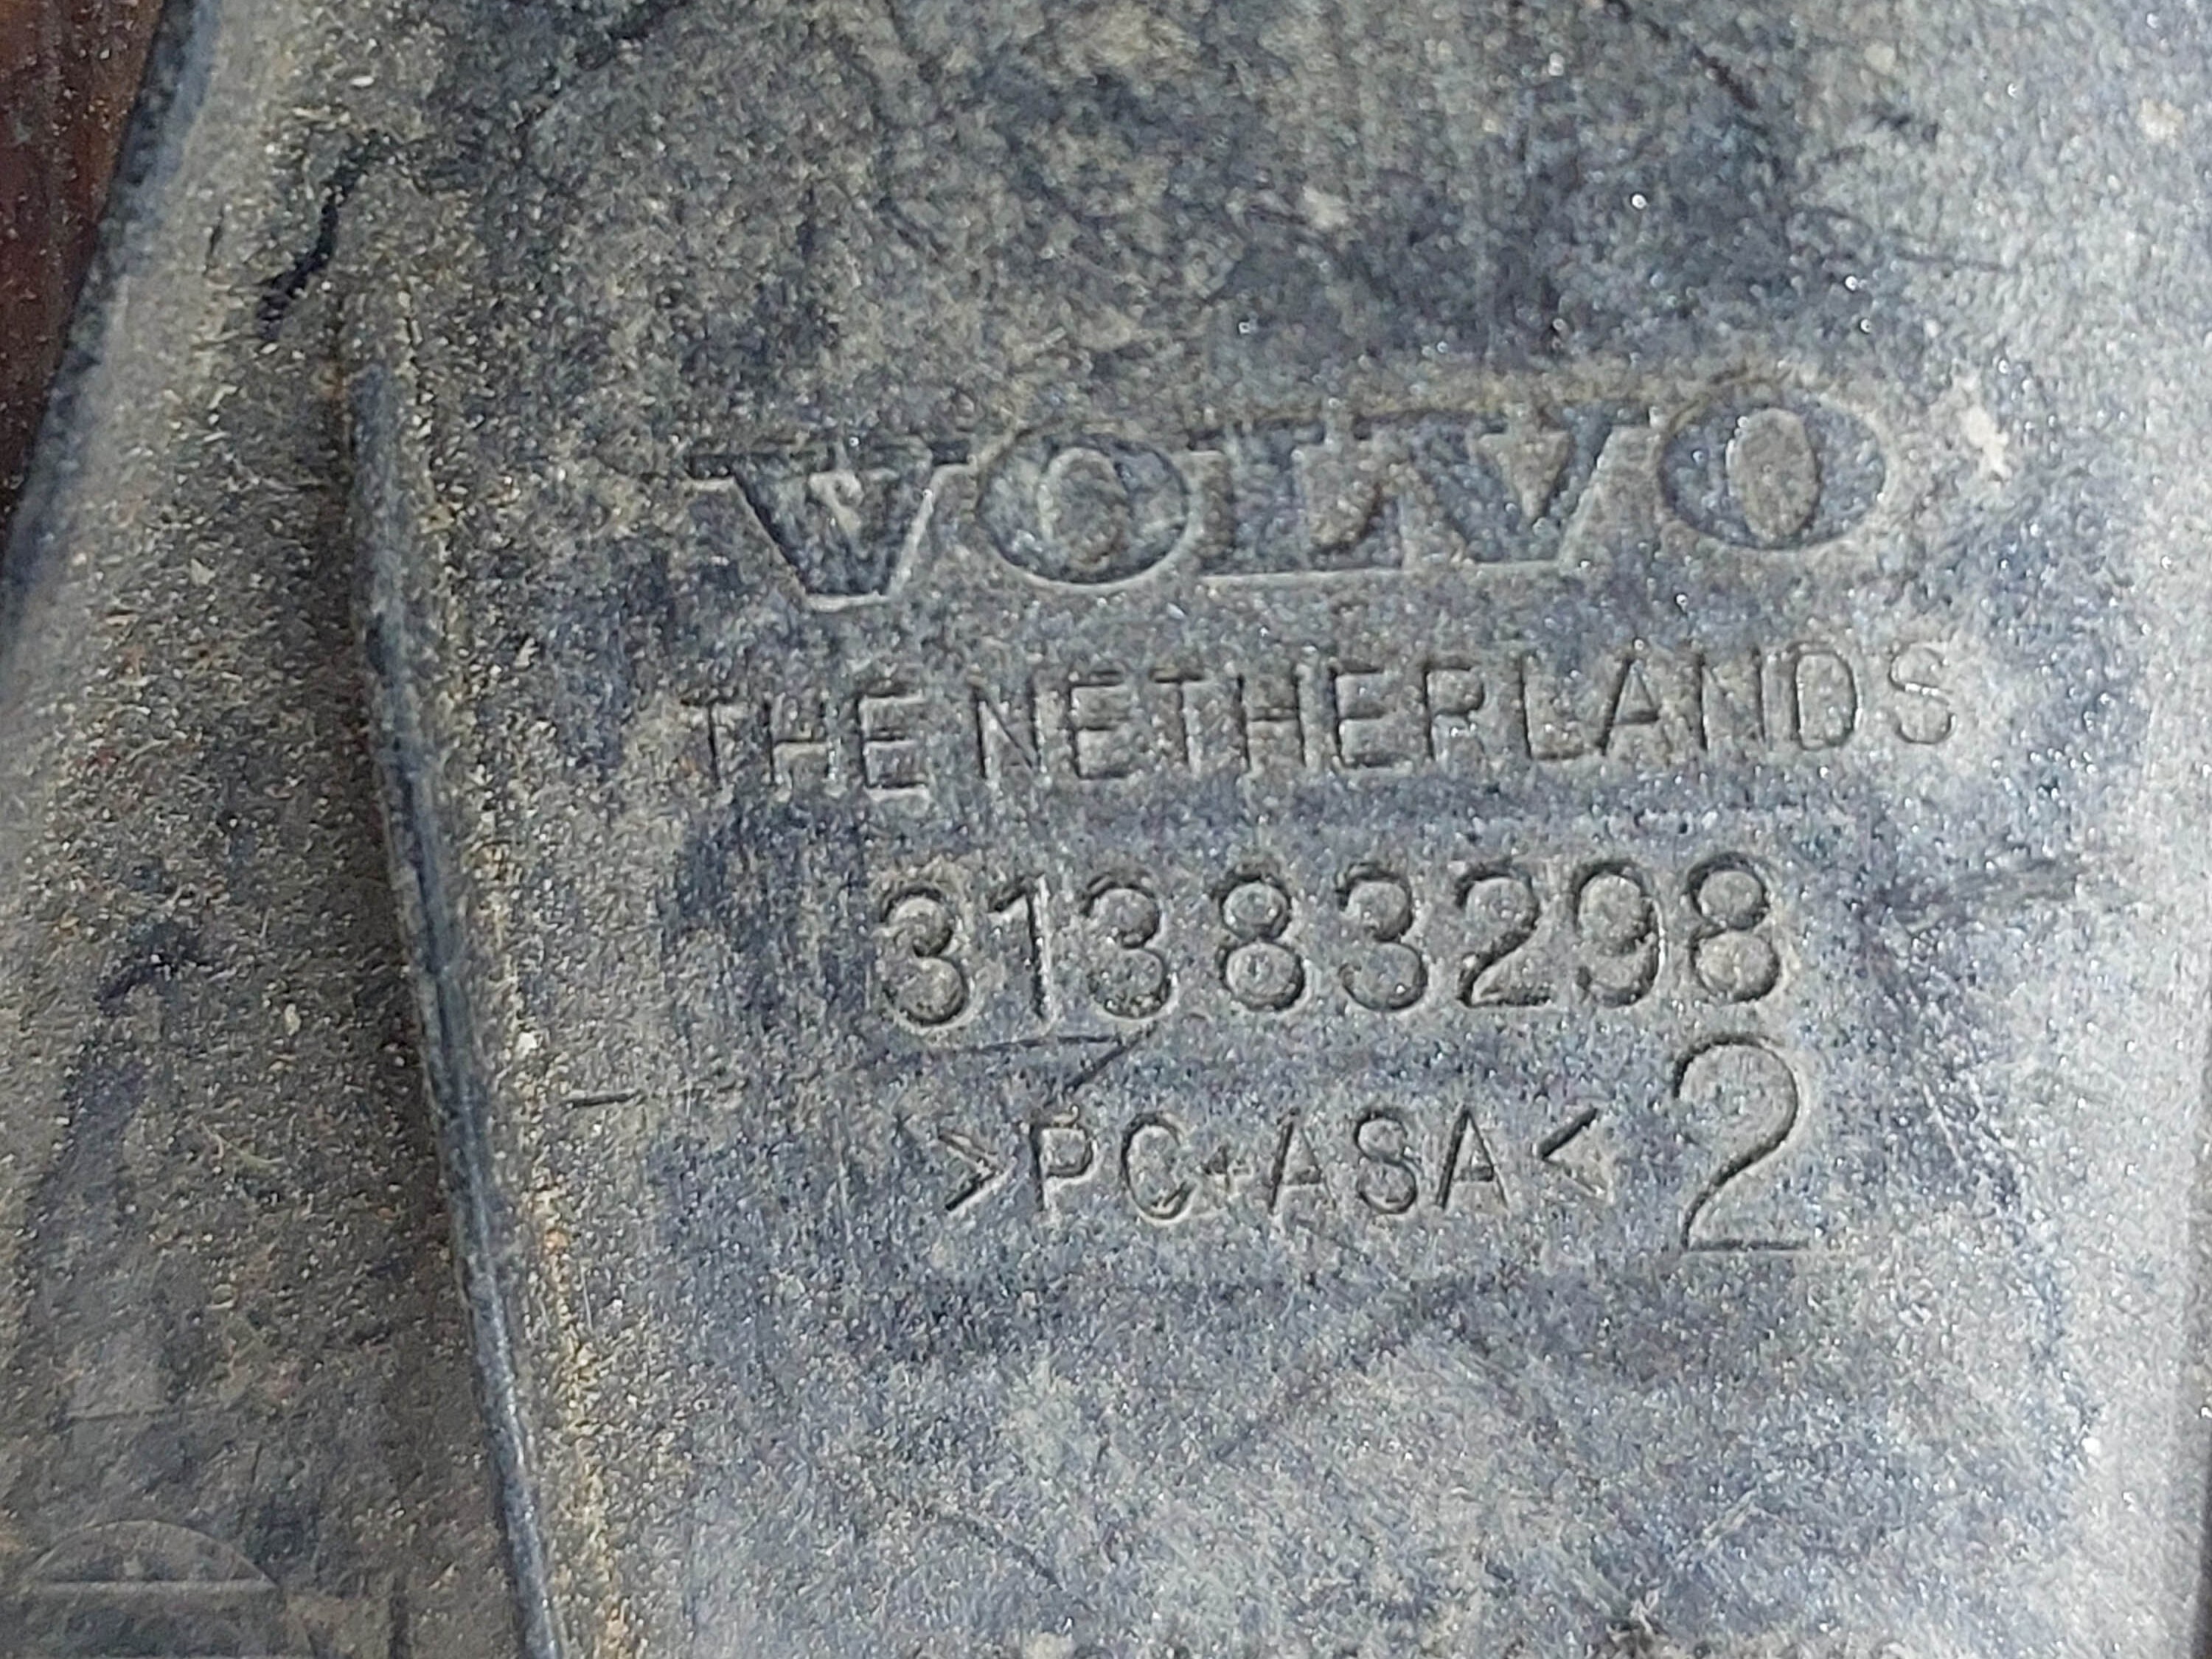 VOLVO
THE NETHERLANDS
31383298
>PC+ASA< 2